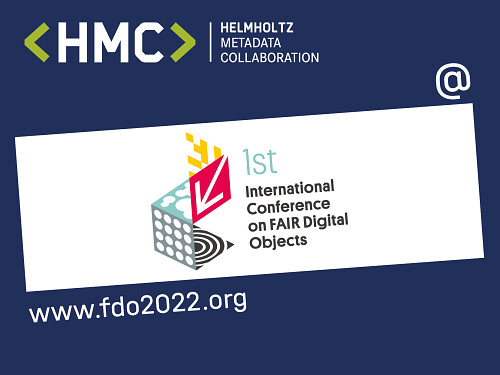 <HMC>
HELMHOLTZ
METADATA
COLLABORATION
@
1st
International
Conference
on FAIR Digital
Objects
www.fdo2022.org